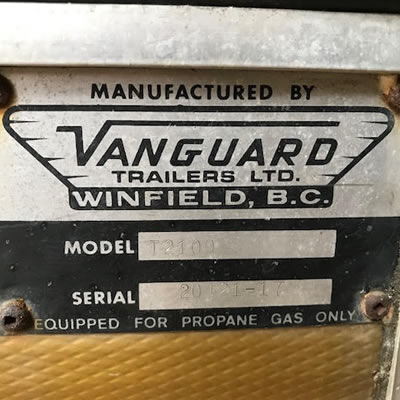 MANUFACTURED BY
VANGUARD
TRAILERS LTD.
WINFIELD, B.C.
MODEL T2109
SERIAL
EQUIPPED FOR PROPANE GAS ONLY